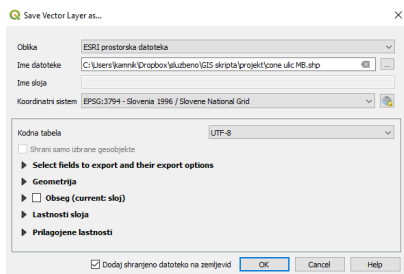 Save Vector Layer as...
Oblika ESRI prostorska datoteka
Ime datoteke C:\Users\kamnik\Dropbox\sluzbeno\GIS skripta\projekt\cone ulic MB.shp ...
Ime sloja
Koordinatni sistem EPSG:3794 - Slovenia 1996 / Slovene National Grid
Kodna tabela UTF-8
Shrani samo izbrane geoobjekte
Select fields to export and their export options
Geometrija
Obseg (current: sloj)
Lastnosti sloja
Prilagojene lastnosti
Dodaj shranjeno datoteko na zemljevid OK Cancel Help